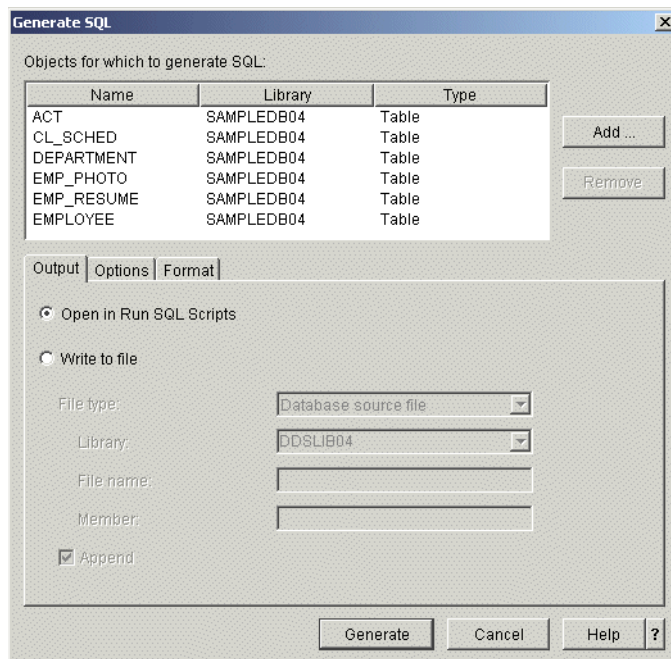 Generate SQL
Objects for which to generate SQL:
Name Library Type
ACT SAMPLEDB04 Table
CL_SCHED SAMPLEDB04 Table
DEPARTMENT SAMPLEDB04 Table
EMP_PHOTO SAMPLEDB04 Table
EMP_RESUME SAMPLEDB04 Table
EMPLOYEE SAMPLEDB04 Table
Add ...
Remove
Output Options Format
Open in Run SQL Scripts
Write to file
File type: Database source file
Library: DDSLIB04
File name:
Member:
Append
Generate Cancel Help ?